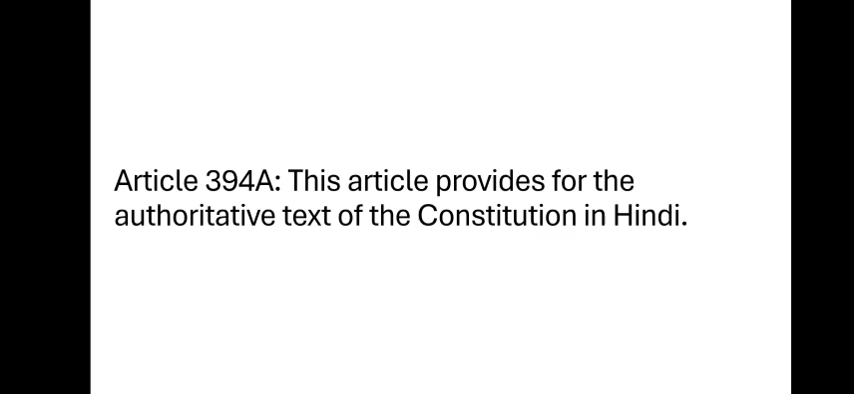 Article 394A: This article provides for the
authoritative text of the Constitution in Hindi.